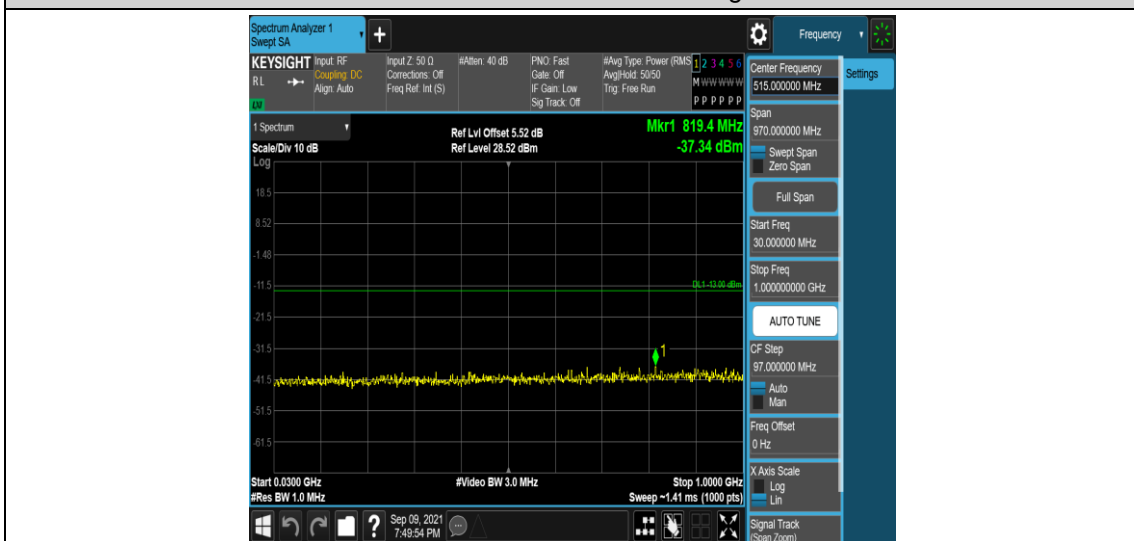 Spectrum Analyzer 1
Swept SA
+
Frequency
KEYSIGHT
RL
LXI
Input: RF
Coupling: DC
Align: Auto
Input Z: 50 Ω
Corrections: Off
Freq Ref: Int (S)
#Atten: 40 dB
PNO: Fast
Gate: Off
IF Gain: Low
Sig Track: Off
#Avg Type: Power (RMS
Avg|Hold: 50/50
Trig: Free Run
1 2 3 4 5 6
M W W W W W
P P P P P P
1 Spectrum
Scale/Div 10 dB
Log
Ref Lvl Offset 5.52 dB
Ref Level 28.52 dBm
Mkr1 819.4 MHz
-37.34 dBm
18.5
8.52
-1.48
-11.5
DL1 -13.00 dBm
-21.5
-31.5
1
-41.5
-51.5
-61.5
Start 0.0300 GHz
#Res BW 1.0 MHz
#Video BW 3.0 MHz
Stop 1.0000 GHz
Sweep ~1.41 ms (1000 pts)
?
Sep 09, 2021
7:49:54 PM
Center Frequency
515.000000 MHz
Settings
Span
970.000000 MHz
Swept Span
Zero Span
Full Span
Start Freq
30.000000 MHz
Stop Freq
1.000000000 GHz
AUTO TUNE
CF Step
97.000000 MHz
Auto
Man
Freq Offset
0 Hz
X Axis Scale
Log
Lin
Signal Track
(Span Zoom)